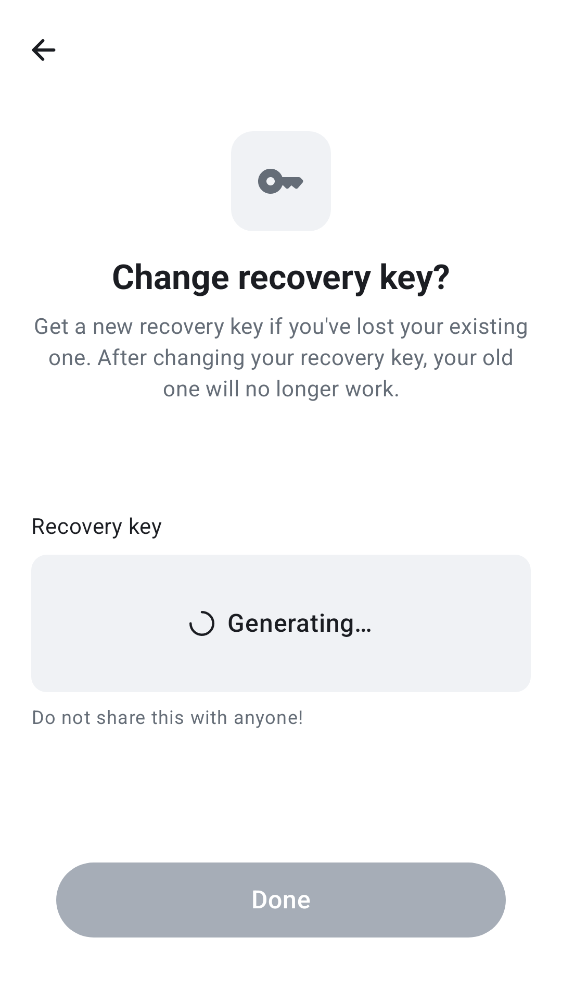 Change recovery key?
Get a new recovery key if you've lost your existing
one. After changing your recovery key, your old
one will no longer work.
Recovery key
Generating…
Do not share this with anyone!
Done